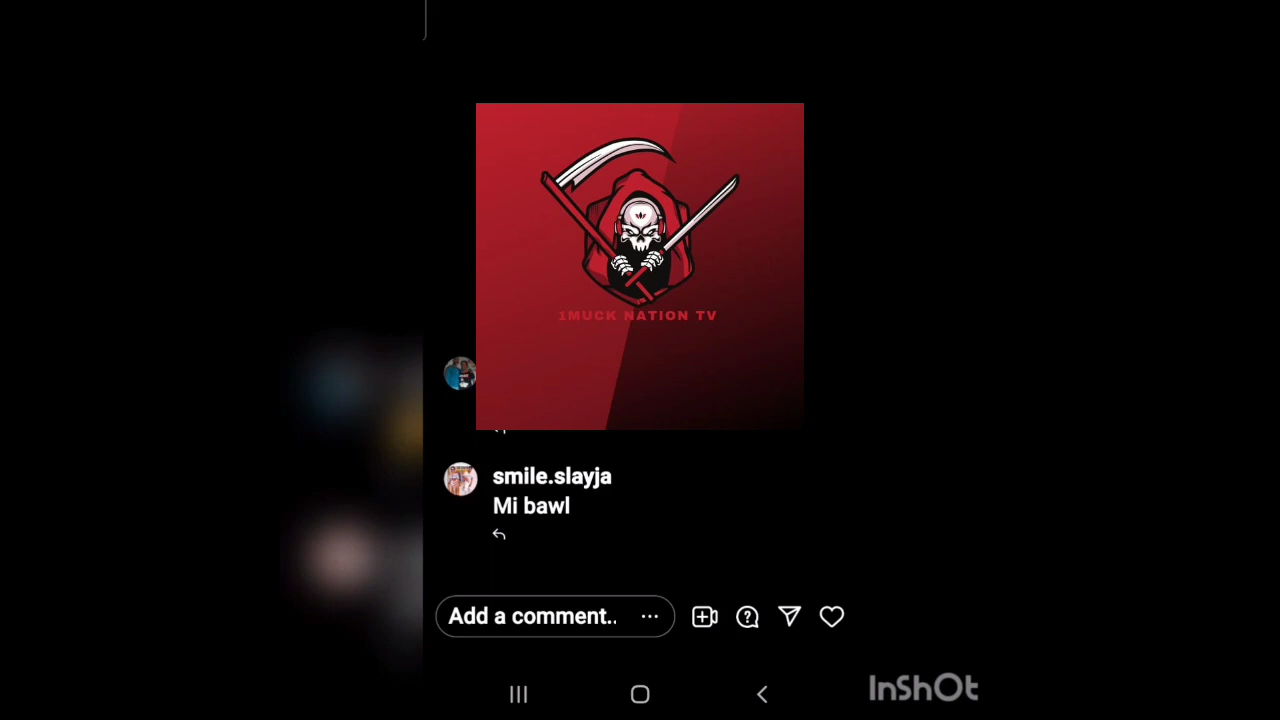 1MUCK NATION TV
smile.slayja
Mi bawl
Add a comment..
InShOt